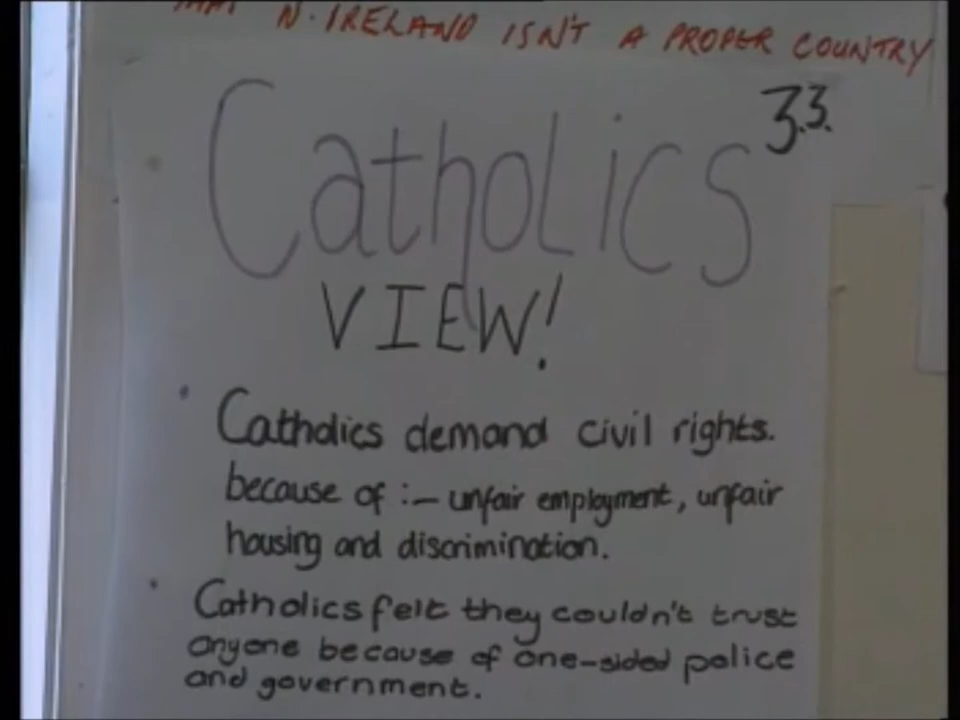 THAT N. IRELAND ISN'T A PROPER COUNTRY
Catholics 3.3.
VIEW!
• Catholics demand civil rights.
because of :- unfair employment, unfair
housing and discrimination.
• Catholics felt they couldn't trust
anyone because of one-sided police
and government.